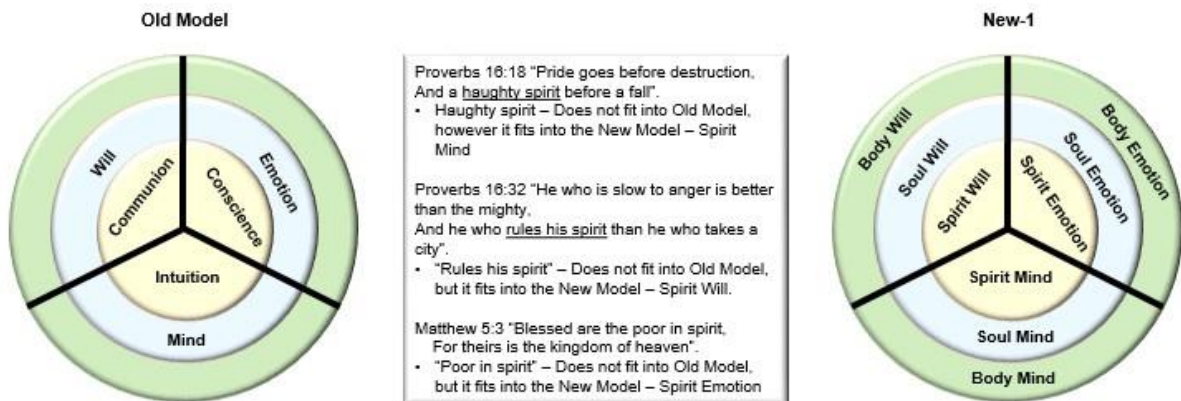 Old Model
Will
Communion
Emotion
Conscience
Intuition
Mind
Proverbs 16:18 “Pride goes before destruction,
And a haughty spirit before a fall”.
• Haughty spirit – Does not fit into Old Model,
however it fits into the New Model – Spirit
Mind
Proverbs 16:32 “He who is slow to anger is better
than the mighty,
And he who rules his spirit than he who takes a
city”.
• “Rules his spirit” – Does not fit into Old Model,
but it fits into the New Model – Spirit Will.
Matthew 5:3 “Blessed are the poor in spirit,
For theirs is the kingdom of heaven”.
• “Poor in spirit” – Does not fit into Old Model,
but it fits into the New Model – Spirit Emotion
New-1
Body Will
Soul Will
Spirit Will
Body Emotion
Soul Emotion
Spirit Emotion
Spirit Mind
Soul Mind
Body Mind